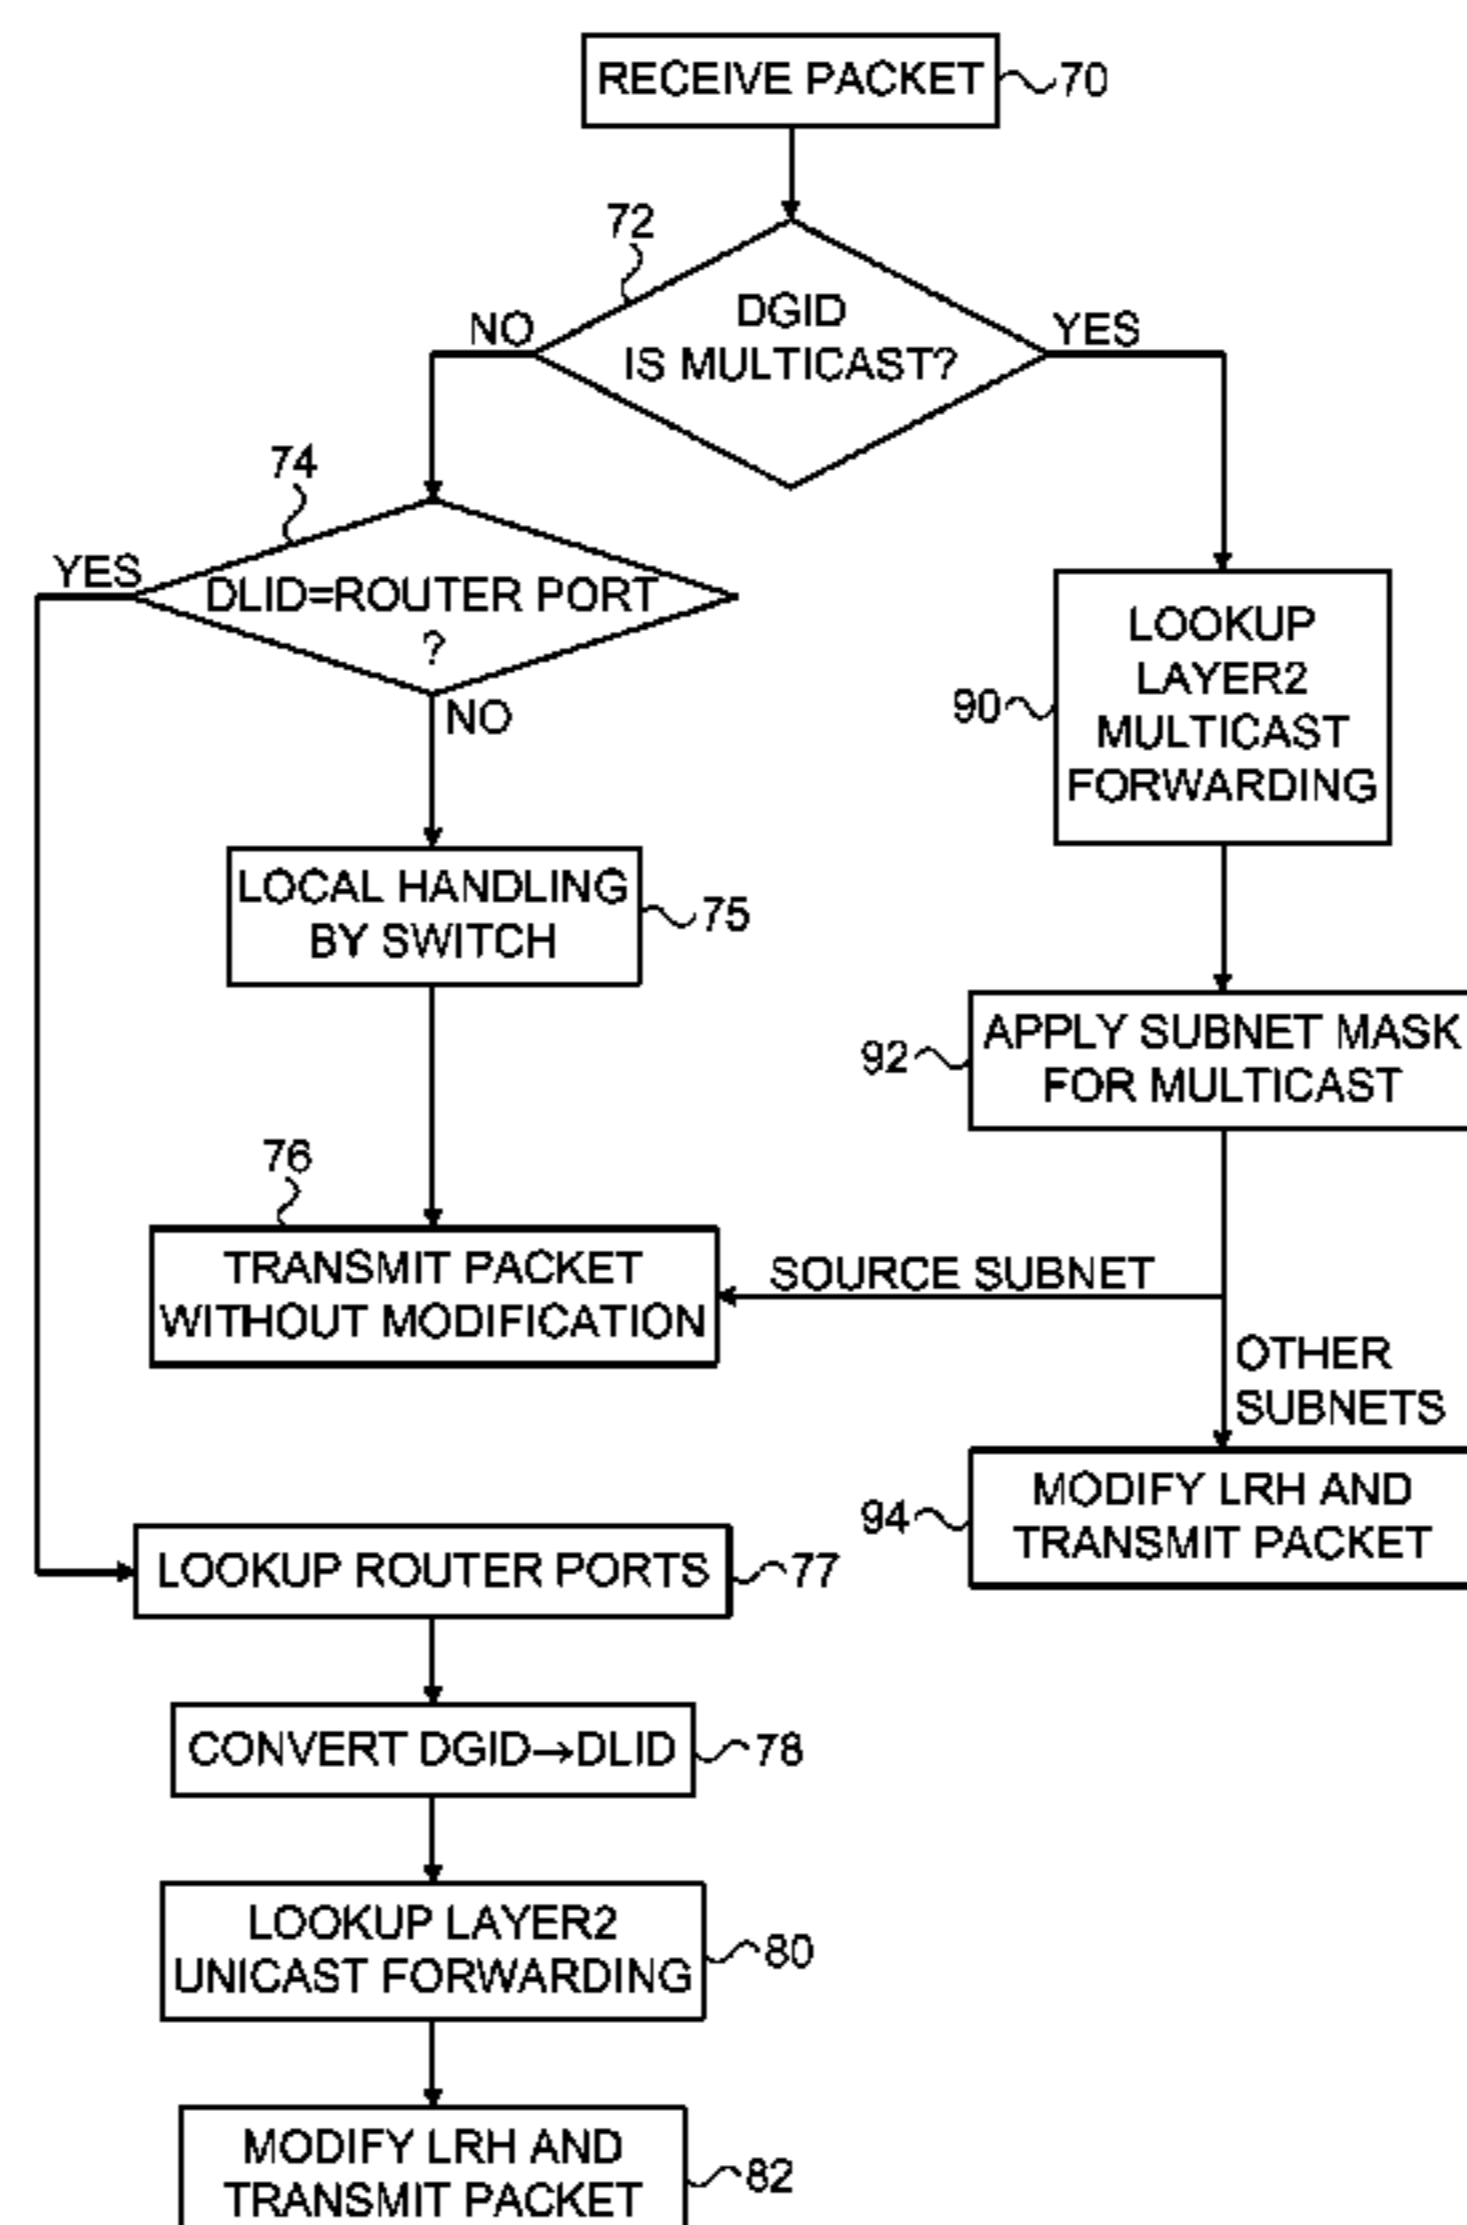 RECEIVE PACKET
70
72
DGID
IS MULTICAST?
NO
YES
74
YES
DLID=ROUTER PORT
?
NO
LOOKUP
LAYER2
MULTICAST
FORWARDING
90
LOCAL HANDLING
BY SWITCH
75
APPLY SUBNET MASK
FOR MULTICAST
92
76
TRANSMIT PACKET
WITHOUT MODIFICATION
SOURCE SUBNET
OTHER
SUBNETS
MODIFY LRH AND
TRANSMIT PACKET
94
LOOKUP ROUTER PORTS
77
CONVERT DGID→DLID
78
LOOKUP LAYER2
UNICAST FORWARDING
80
MODIFY LRH AND
TRANSMIT PACKET
82